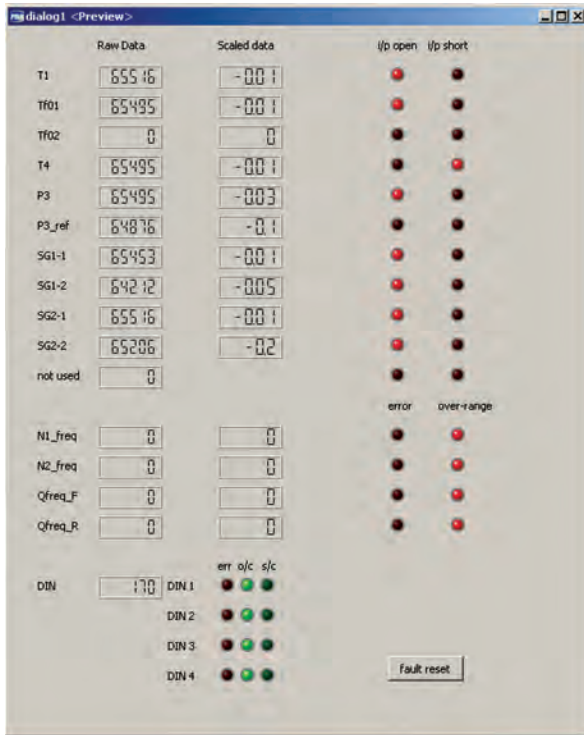 dialog1 <Preview>
Raw Data Scaled data i/p open i/p short
T1 65516 -0.01
Tf01 65495 -0.01
Tf02 0 0
T4 65495 -0.01
P3 65495 -0.03
P3_ref 64876 -0.1
SG1-1 65453 -0.01
SG1-2 64212 -0.05
SG2-1 65516 -0.01
SG2-2 65206 -0.2
not used 0
error over-range
N1_freq 0 0
N2_freq 0 0
Qfreq_F 0 0
Qfreq_R 0 0
err o/c s/c
DIN 170 DIN 1
DIN 2
DIN 3
DIN 4
fault reset